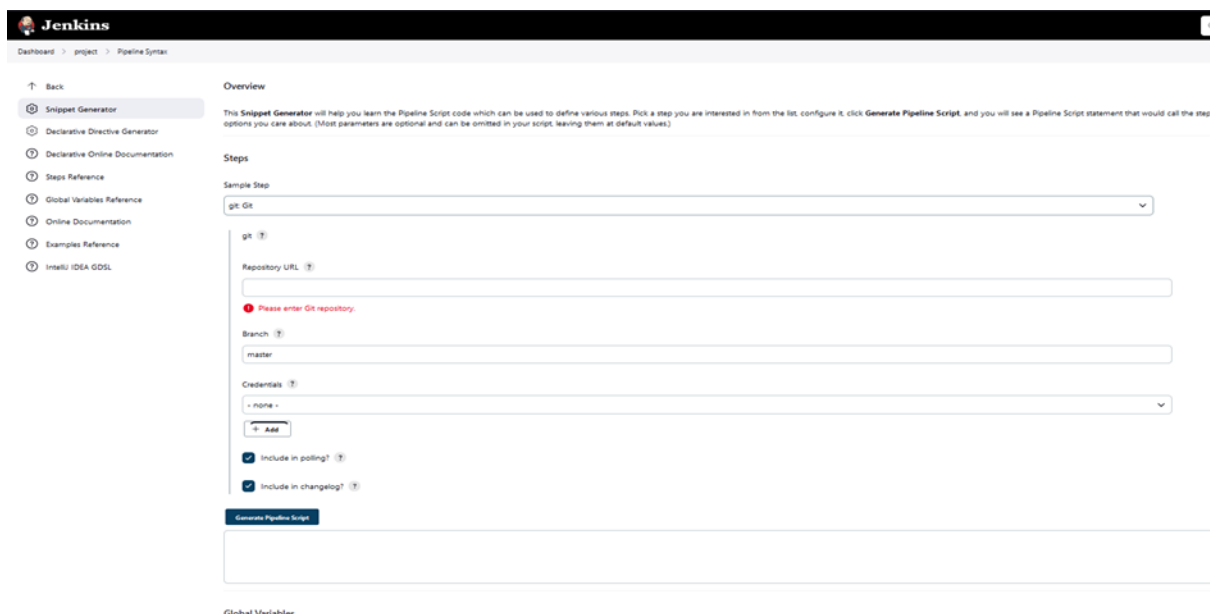 Jenkins
Dashboard > project > Pipeline Syntax
Back
Snippet Generator
Declarative Directive Generator
Declarative Online Documentation
Steps Reference
Global Variables Reference
Online Documentation
Examples Reference
IntelliJ IDEA GDSL
Overview
This Snippet Generator will help you learn the Pipeline Script code which can be used to define various steps. Pick a step you are interested in from the list, configure it, click Generate Pipeline Script, and you will see a Pipeline Script statement that would call the step
options you care about. (Most parameters are optional and can be omitted in your script, leaving them at default values.)
Steps
Sample Step
git: Git
git ?
Repository URL ?
Please enter Git repository.
Branch ?
master
Credentials ?
- none -
+ Add
Include in polling? ?
Include in changelog? ?
Generate Pipeline Script
Global Variables